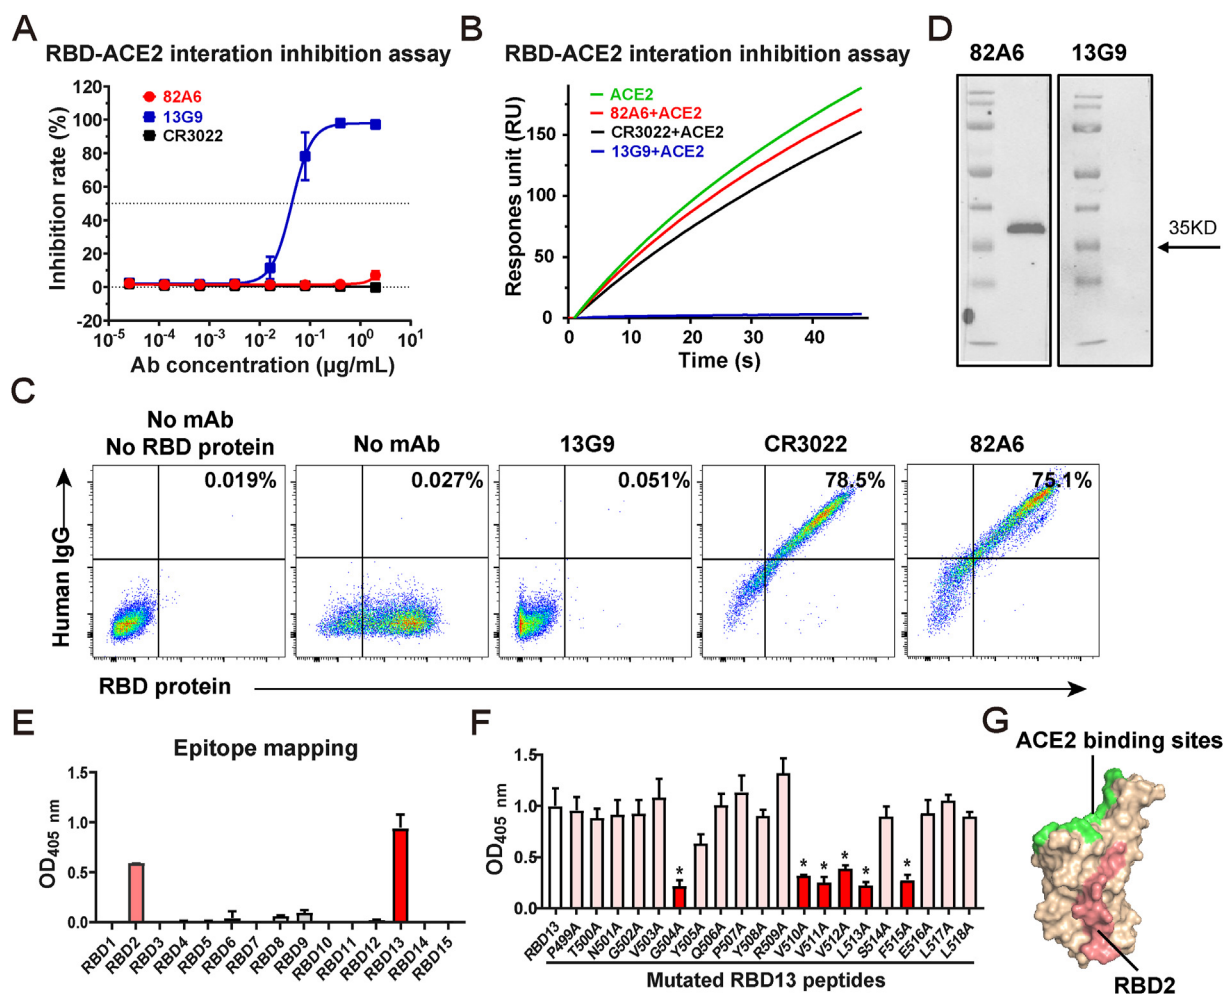 A
RBD-ACE2 interation inhibition assay
82A6
13G9
CR3022
Inhibition rate (%)
120
100
80
60
40
20
0
-20
10-5
10-4
10-3
10-2
10-1
100
101
Ab concentration (µg/mL)
B
RBD-ACE2 interation inhibition assay
ACE2
82A6+ACE2
CR3022+ACE2
13G9+ACE2
Respones unit (RU)
150
100
50
0
0
10
20
30
40
Time (s)
D
82A6
13G9
35KD
C
No mAb
No RBD protein
No mAb
13G9
CR3022
82A6
0.019%
0.027%
0.051%
78.5%
75.1%
Human IgG
RBD protein
E
Epitope mapping
OD405 nm
1.5
1.0
0.5
0.0
RBD1
RBD2
RBD3
RBD4
RBD5
RBD6
RBD7
RBD8
RBD9
RBD10
RBD11
RBD12
RBD13
RBD14
RBD15
F
OD405 nm
1.5
1.0
0.5
0.0
* * * * * *
RBD13
P499A
T500A
N501A
G502A
V503A
G504A
Y505A
Q506A
P507A
Y508A
R509A
V510A
V511A
V512A
L513A
S514A
F515A
E516A
L517A
L518A
Mutated RBD13 peptides
G
ACE2 binding sites
RBD2